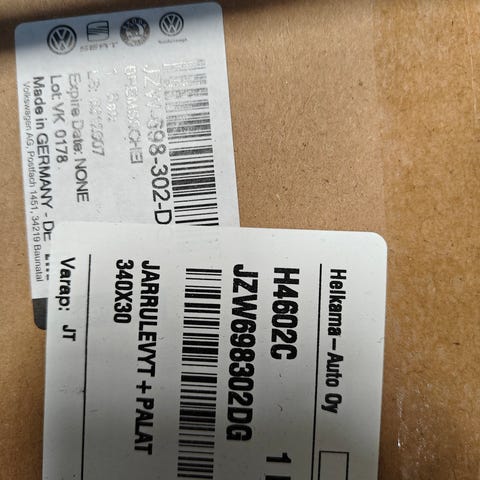 SEAT
JZW-698-302-D
BREMSSCHEI
Expire Date: NONE
Lot: VK 0178
Made in GERMANY - DE
Volkswagen AG, Postfach 1451, 34219 Baunatal
Helkama-Auto Oy
H4602C 1
JZW698302DG
JARRULEVYT + PALAT
340X30
Varap: JT